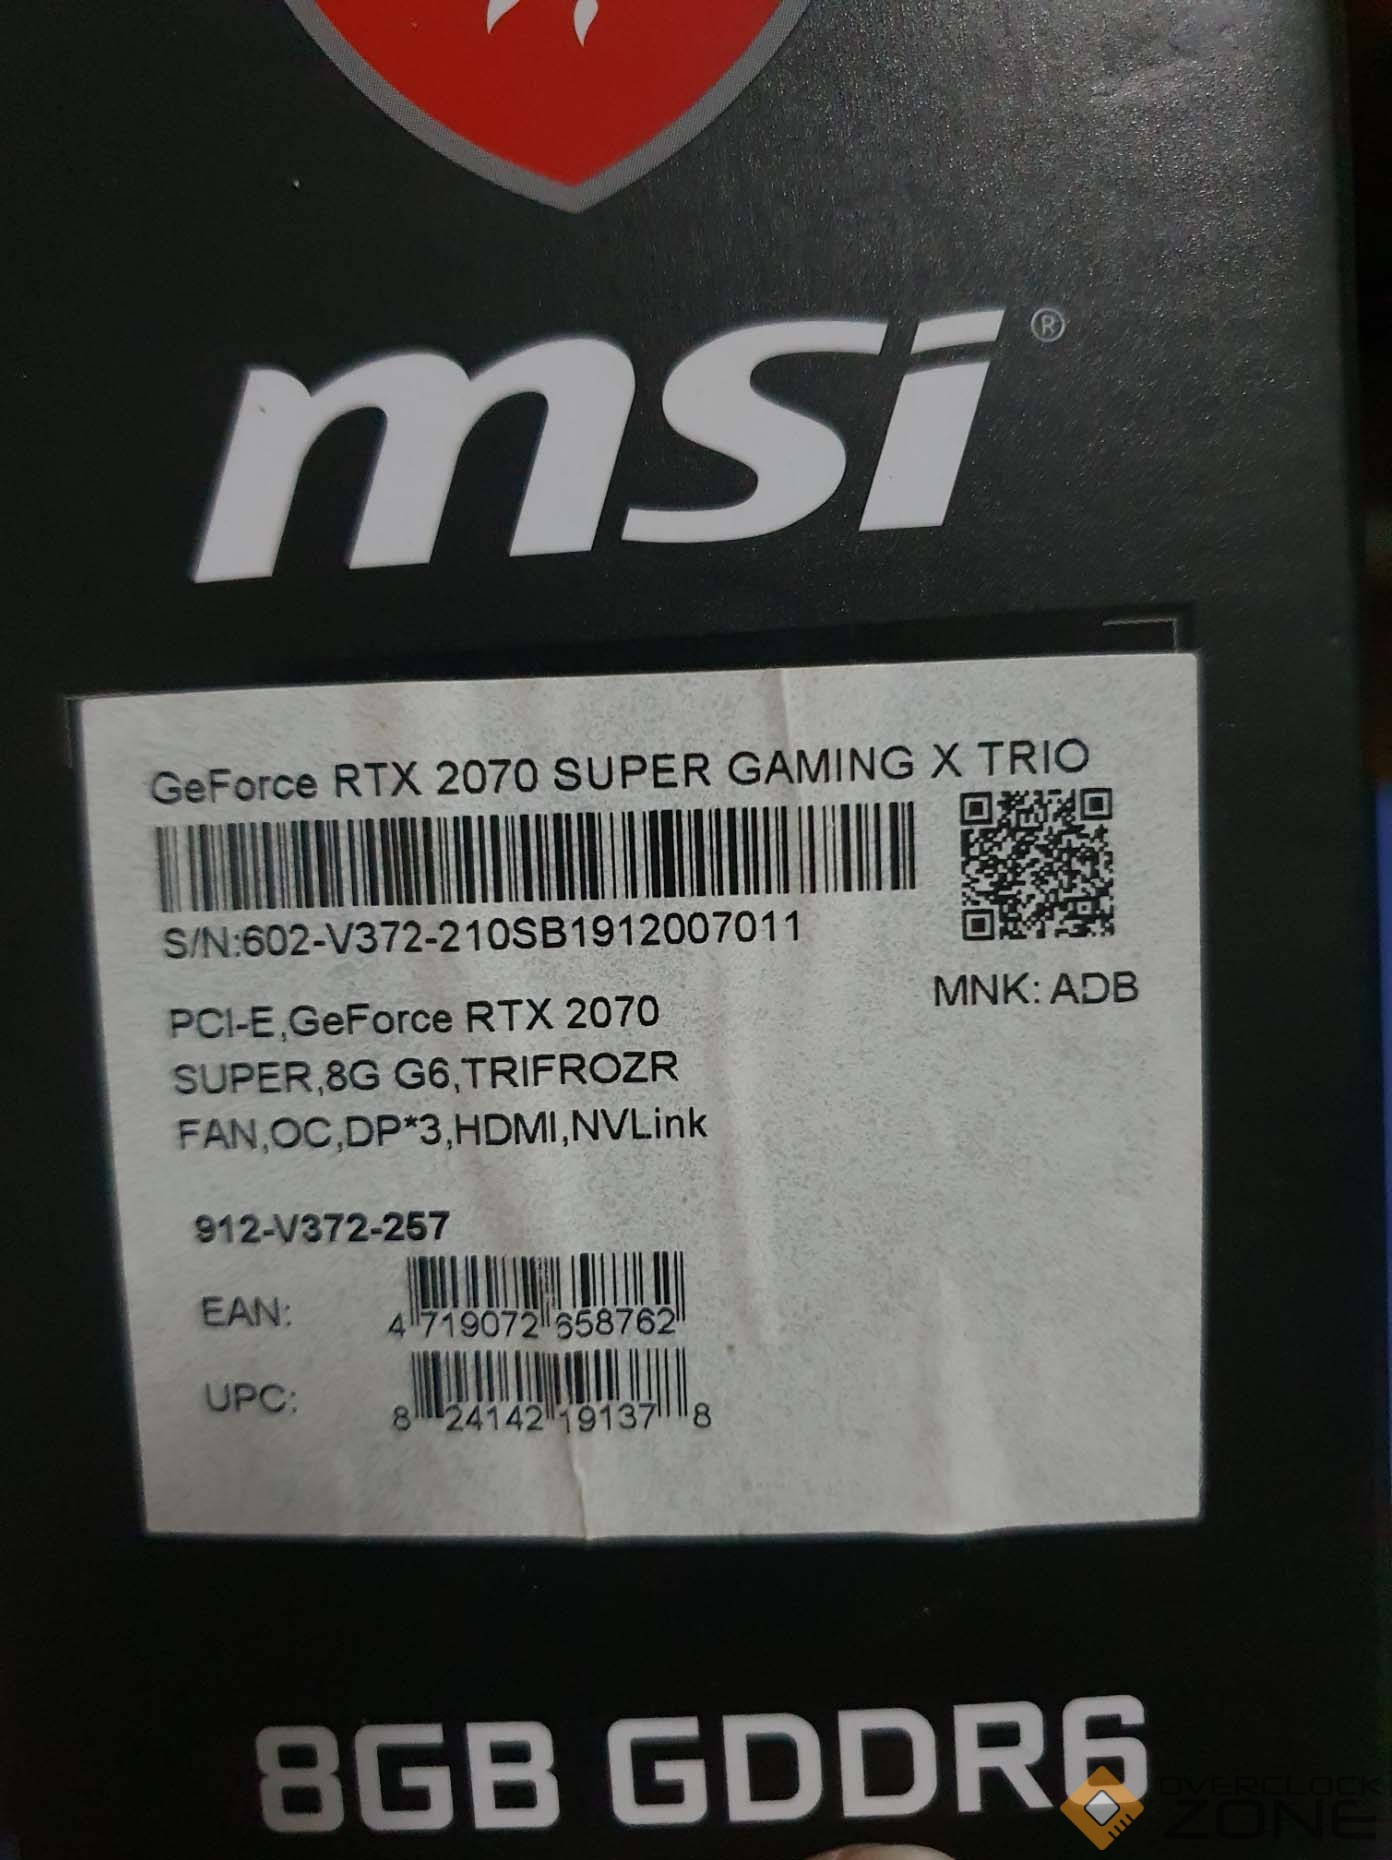 msi®
GeForce RTX 2070 SUPER GAMING X TRIO
S/N:602-V372-210SB1912007011
MNK: ADB
PCI-E,GeForce RTX 2070
SUPER,8G G6,TRIFROZR
FAN,OC,DP*3,HDMI,NVLink
912-V372-257
EAN:
4 719072 658762
UPC:
8 24142 19137 8
8GB GDDR6
OVERCLOCK
ZONE